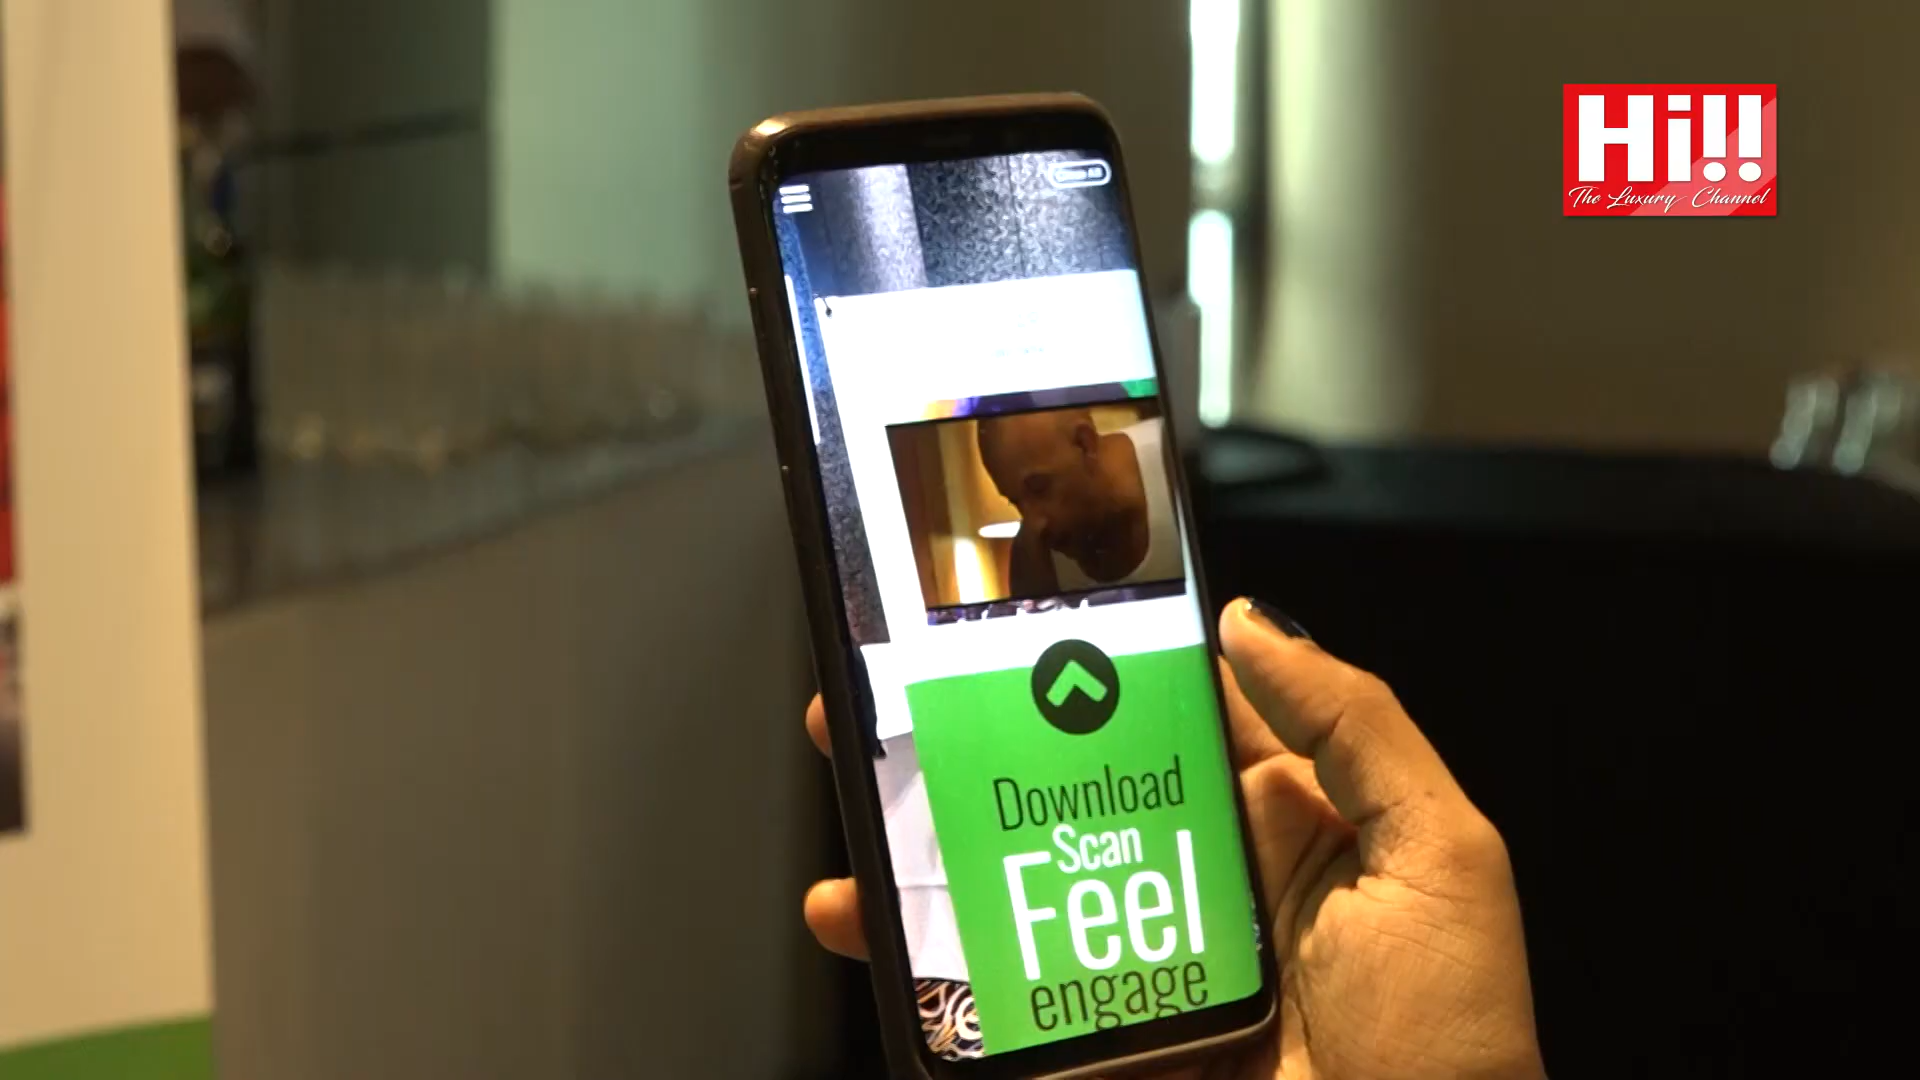 Hi!!
The Luxury Channel
Download
Scan
Feel
engage